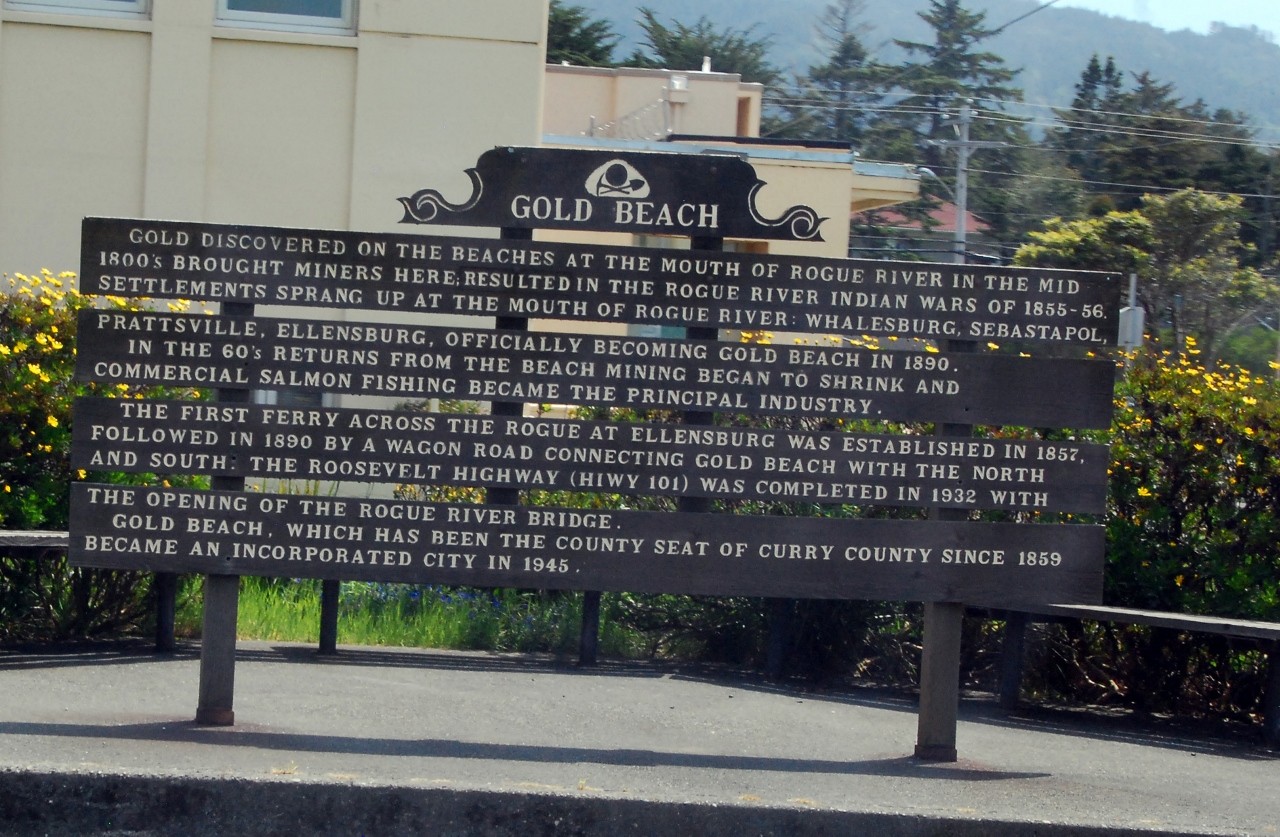 GOLD BEACH
GOLD DISCOVERED ON THE BEACHES AT THE MOUTH OF ROGUE RIVER IN THE MID
1800's BROUGHT MINERS HERE; RESULTED IN THE ROGUE RIVER INDIAN WARS OF 1855-56.
SETTLEMENTS SPRANG UP AT THE MOUTH OF ROGUE RIVER: WHALESBURG, SEBASTAPOL,
PRATTSVILLE, ELLENSBURG, OFFICIALLY BECOMING GOLD BEACH IN 1890.
IN THE 60's RETURNS FROM THE BEACH MINING BEGAN TO SHRINK AND
COMMERCIAL SALMON FISHING BECAME THE PRINCIPAL INDUSTRY.
THE FIRST FERRY ACROSS THE ROGUE AT ELLENSBURG WAS ESTABLISHED IN 1857,
FOLLOWED IN 1890 BY A WAGON ROAD CONNECTING GOLD BEACH WITH THE NORTH
AND SOUTH: THE ROOSEVELT HIGHWAY (HIWY 101) WAS COMPLETED IN 1932 WITH
THE OPENING OF THE ROGUE RIVER BRIDGE.
GOLD BEACH, WHICH HAS BEEN THE COUNTY SEAT OF CURRY COUNTY SINCE 1859
BECAME AN INCORPORATED CITY IN 1945.